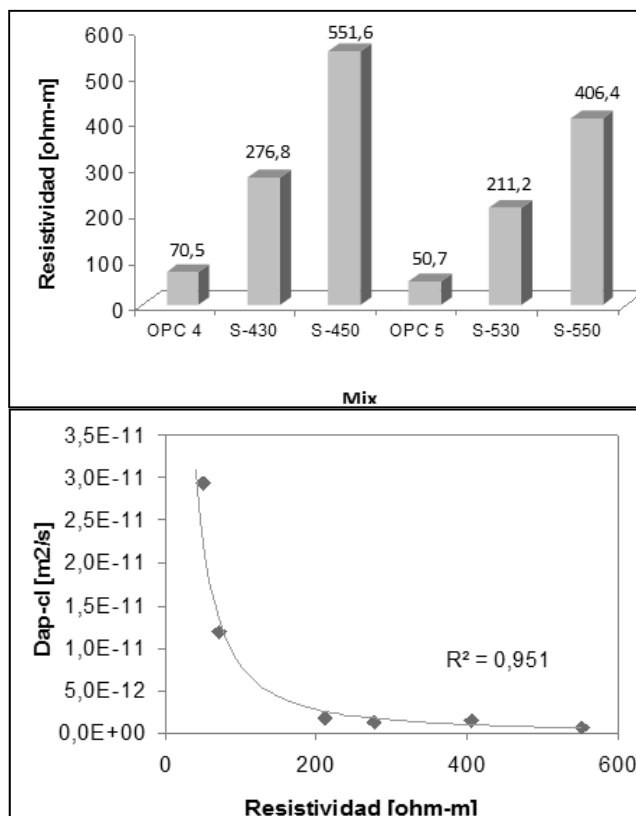 Resistividad [ohm-m]
600
500
400
300
200
100
0
70,5
276,8
551,6
50,7
211,2
406,4
OPC 4 S-430 S-450 OPC 5 S-530 S-550
Mix
Dap-cl [m2/s]
3,5E-11
3,0E-11
2,5E-11
2,0E-11
1,5E-11
1,0E-11
5,0E-12
0,0E+00
R² = 0,951
0 200 400 600
Resistividad [ohm-m]